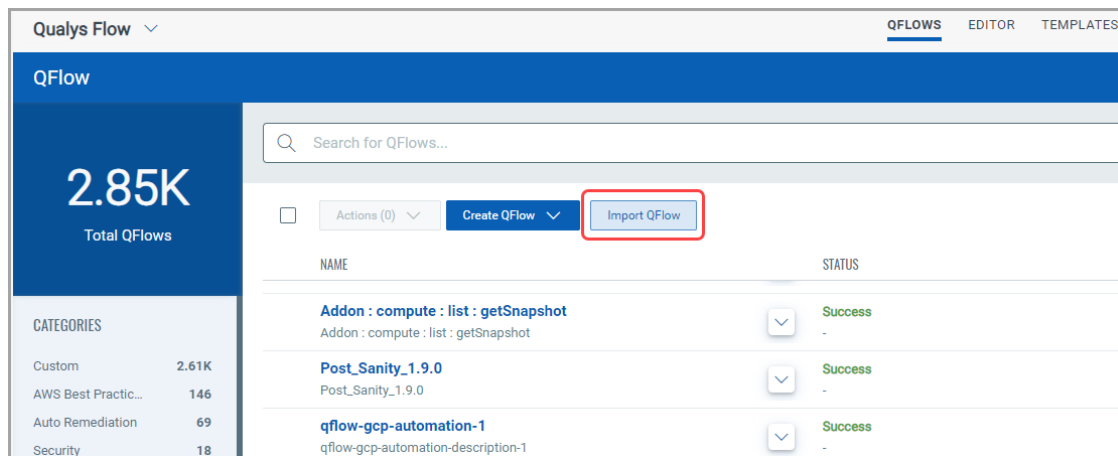 Qualys Flow
QFLOWS EDITOR TEMPLATES
QFlow
2.85K
Total QFlows
Search for QFlows...
Actions (0) Create QFlow Import QFlow
NAME STATUS
Addon : compute : list : getSnapshot Success
Addon : compute : list : getSnapshot -
Post_Sanity_1.9.0 Success
Post_Sanity_1.9.0 -
qflow-gcp-automation-1 Success
qflow-gcp-automation-description-1 -
CATEGORIES
Custom 2.61K
AWS Best Practic... 146
Auto Remediation 69
Security 18